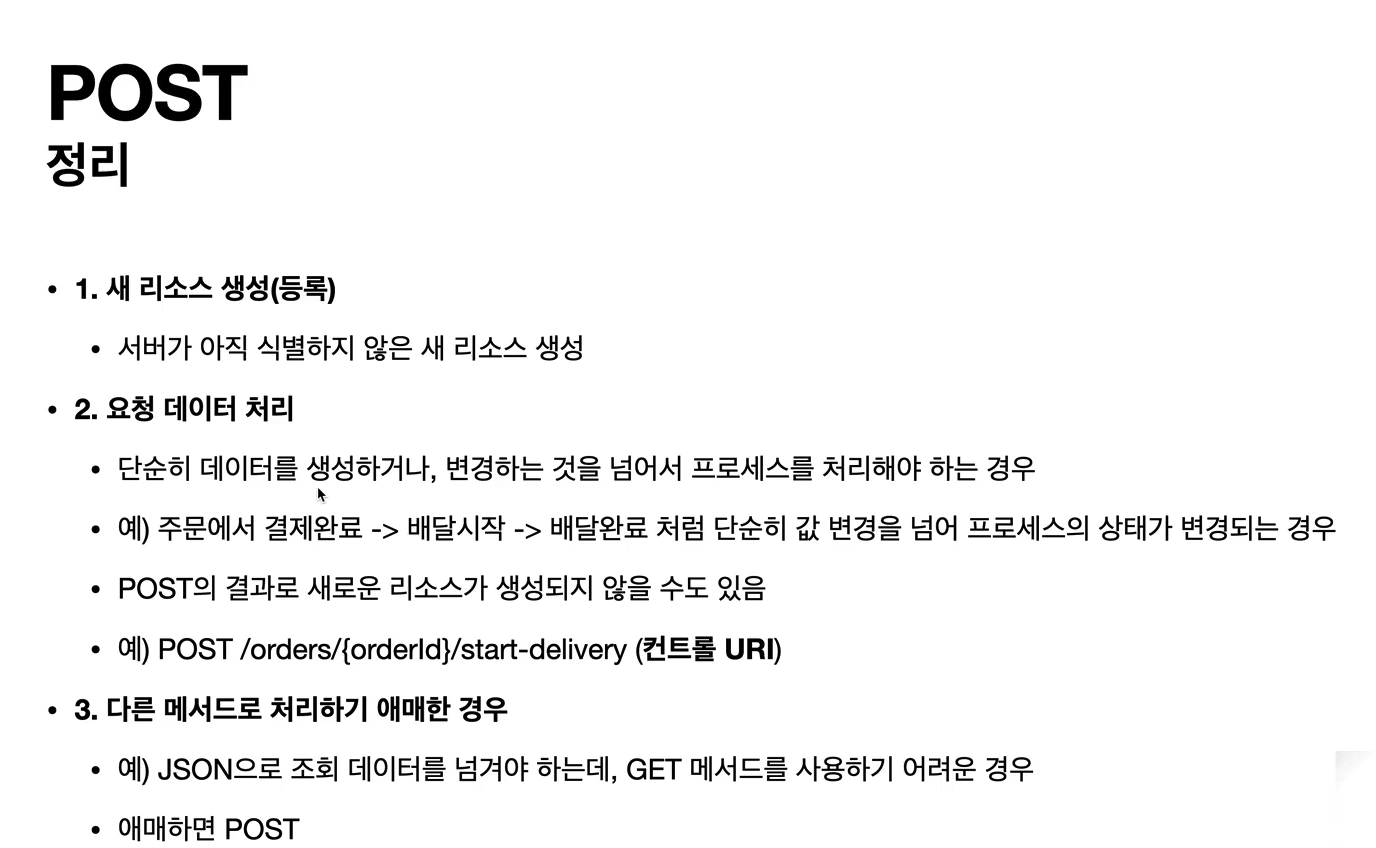 POST
정리
• 1. 새 리소스 생성(등록)
• 서버가 아직 식별하지 않은 새 리소스 생성
• 2. 요청 데이터 처리
• 단순히 데이터를 생성하거나, 변경하는 것을 넘어서 프로세스를 처리해야 하는 경우
• 예) 주문에서 결제완료 -> 배달시작 -> 배달완료 처럼 단순히 값 변경을 넘어 프로세스의 상태가 변경되는 경우
• POST의 결과로 새로운 리소스가 생성되지 않을 수도 있음
• 예) POST /orders/{orderId}/start-delivery (컨트롤 URI)
• 3. 다른 메서드로 처리하기 애매한 경우
• 예) JSON으로 조회 데이터를 넘겨야 하는데, GET 메서드를 사용하기 어려운 경우
• 애매하면 POST